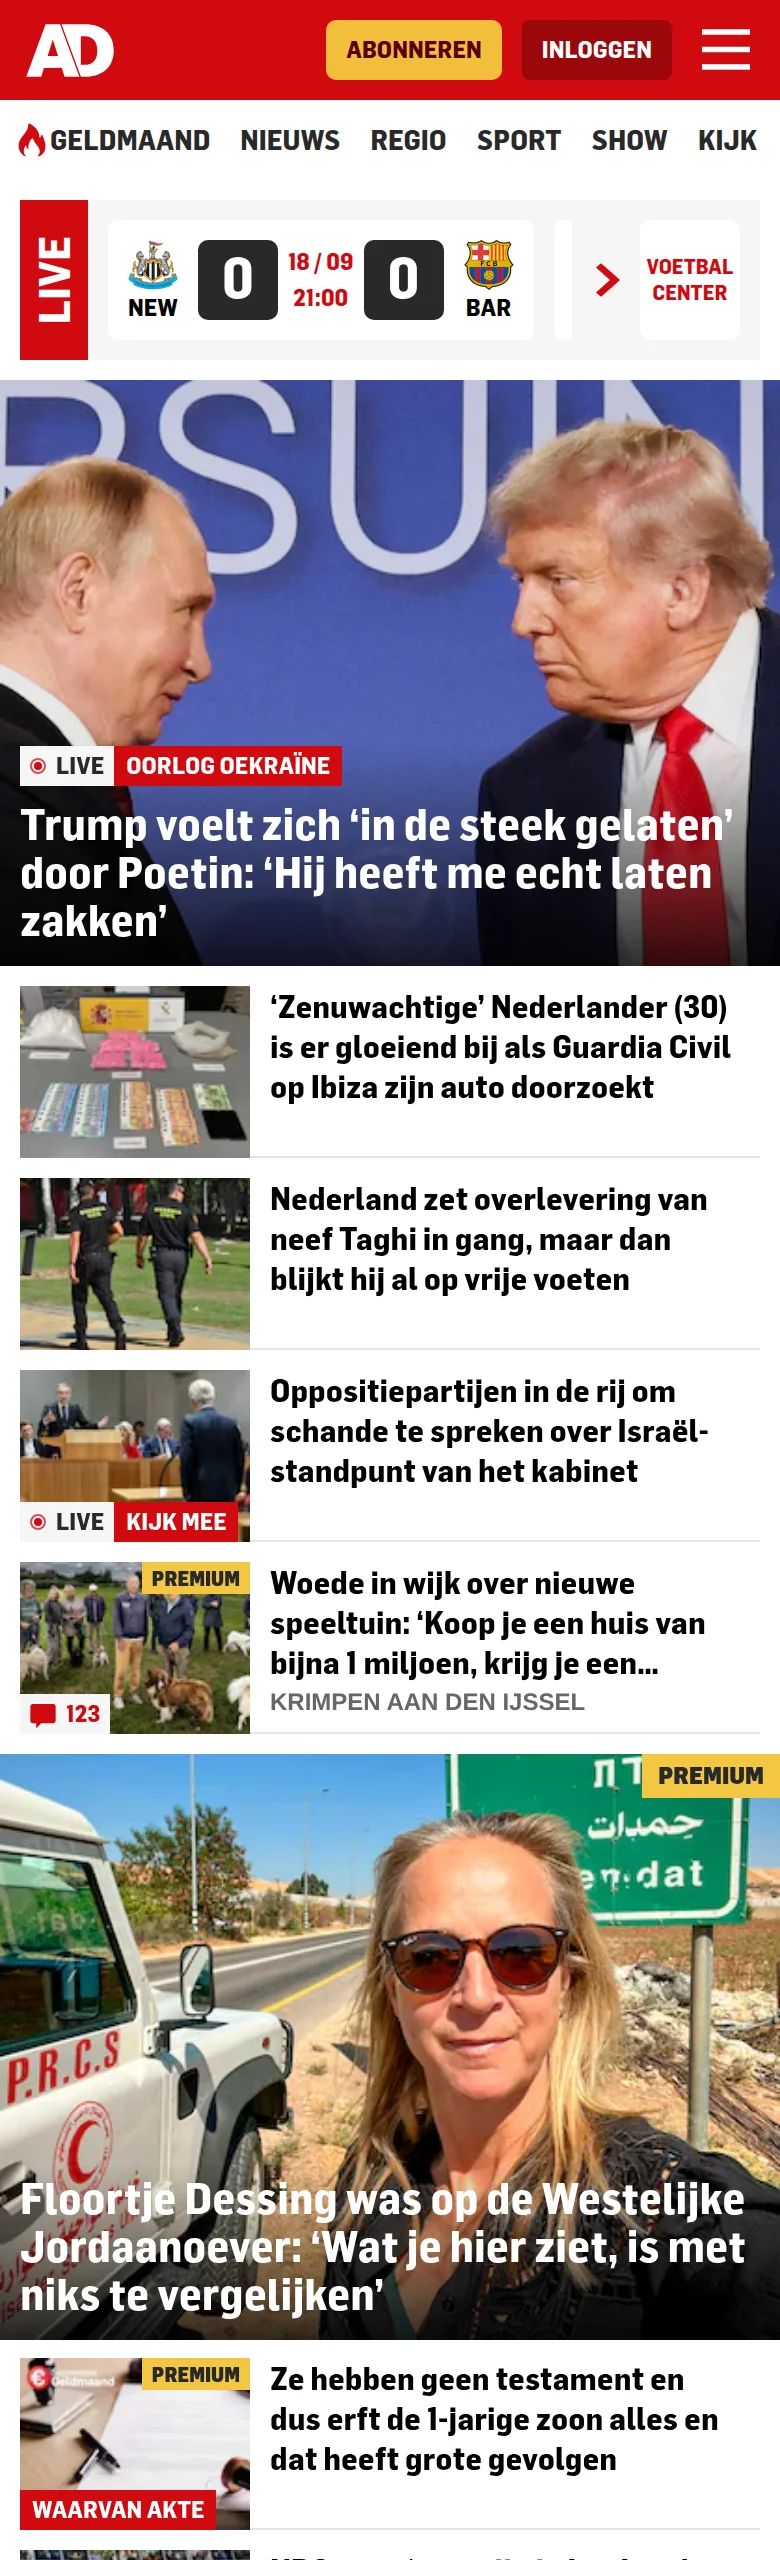 AD
ABONNEREN
INLOGGEN
GELDMAAND
NIEUWS
REGIO
SPORT
SHOW
KIJK
LIVE
NEW
0
18 / 09
21:00
0
FCB
BAR
VOETBAL
CENTER
RSUIN
LIVE
OORLOG OEKRAÏNE
Trump voelt zich ‘in de steek gelaten’
door Poetin: ‘Hij heeft me echt laten
zakken’
‘Zenuwachtige’ Nederlander (30)
is er gloeiend bij als Guardia Civil
op Ibiza zijn auto doorzoekt
Nederland zet overlevering van
neef Taghi in gang, maar dan
blijkt hij al op vrije voeten
Oppositiepartijen in de rij om
schande te spreken over Israël-
standpunt van het kabinet
LIVE
KIJK MEE
PREMIUM
123
Woede in wijk over nieuwe
speeltuin: ‘Koop je een huis van
bijna 1 miljoen, krijg je een...
KRIMPEN AAN DEN IJSSEL
PREMIUM
حمدات
P.R.C.S
Floortje Dessing was op de Westelijke
Jordaanoever: ‘Wat je hier ziet, is met
niks te vergelijken’
€ Geldmaand
PREMIUM
WAARVAN AKTE
Ze hebben geen testament en
dus erft de 1-jarige zoon alles en
dat heeft grote gevolgen